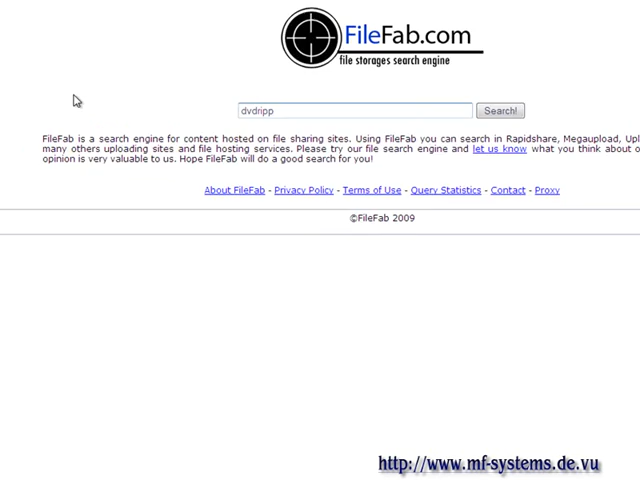 FileFab.com
file storages search engine
dvdripp Search!
FileFab is a search engine for content hosted on file sharing sites. Using FileFab you can search in Rapidshare, Megaupload, Upl
many others uploading sites and file hosting services. Please try our file search engine and let us know what you think about o
opinion is very valuable to us. Hope FileFab will do a good search for you!
About FileFab - Privacy Policy - Terms of Use - Query Statistics - Contact - Proxy
©FileFab 2009
http://www.mf-systems.de.vu